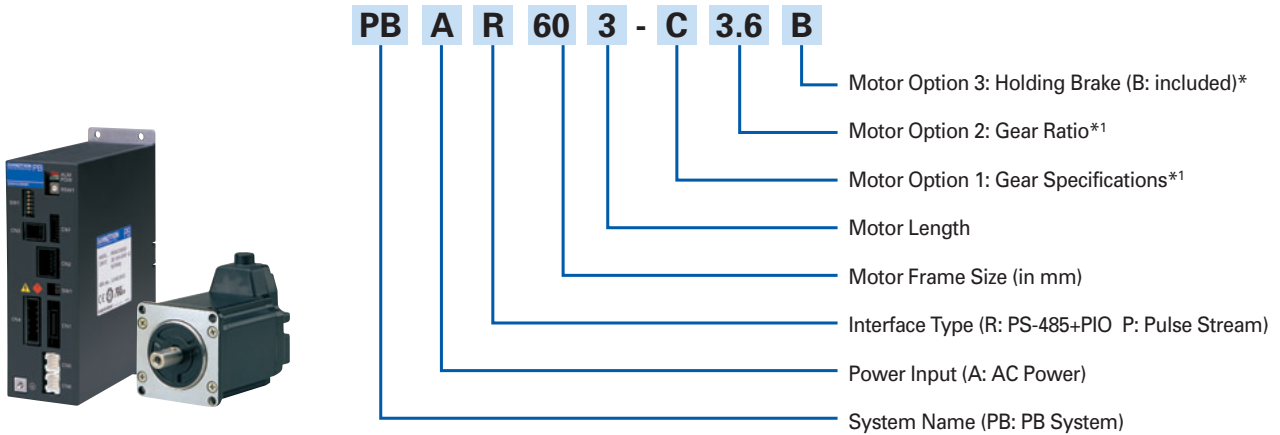 PB A R 60 3 - C 3.6 B
Motor Option 3: Holding Brake (B: included)*
Motor Option 2: Gear Ratio*1
Motor Option 1: Gear Specifications*1
Motor Length
Motor Frame Size (in mm)
Interface Type (R: PS-485+PIO P: Pulse Stream)
Power Input (A: AC Power)
System Name (PB: PB System)